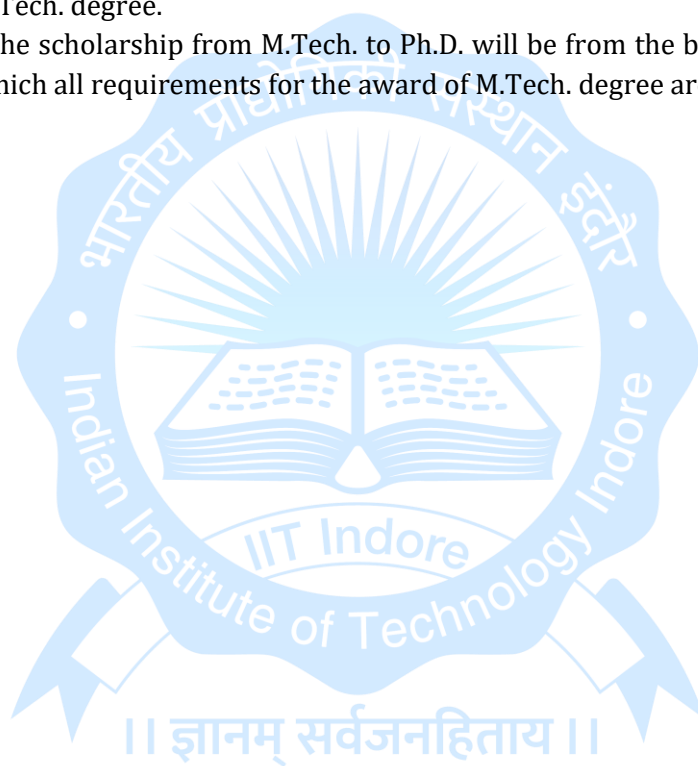 Tech. degree.
he scholarship from M.Tech. to Ph.D. will be from the b
hich all requirements for the award of M.Tech. degree ar
भारतीय प्रौद्योगिकी संस्थान इंदौर
IIT Indore
Indian Institute of Technology Indore
।। ज्ञानम् सर्वजनहिताय ।।